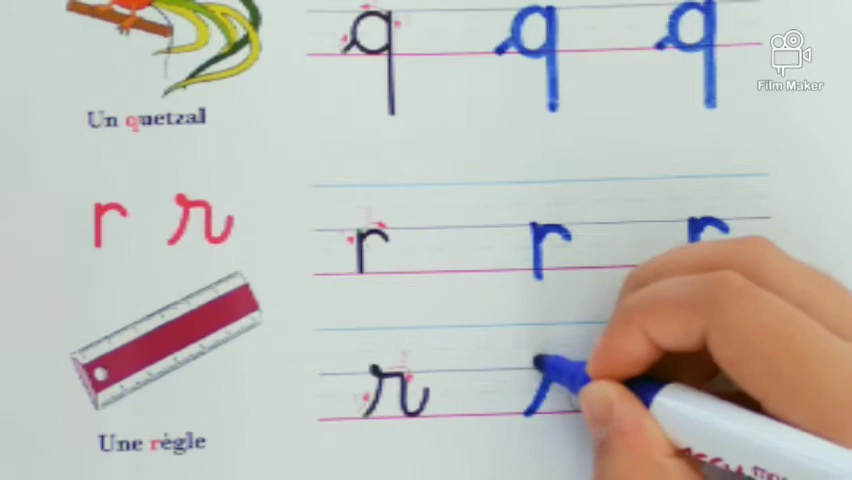 q q q
Film Maker
Un quetzal
r r r r r
r
Une règle